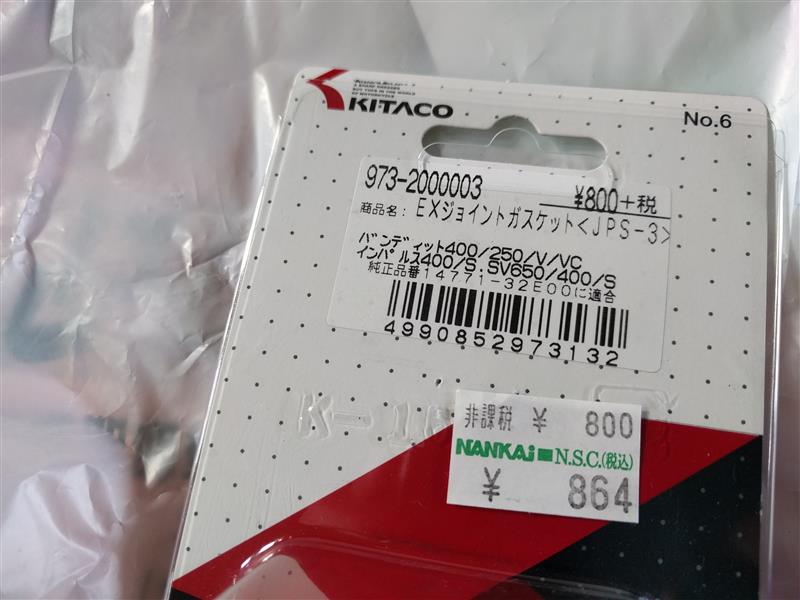 KITACO
No.6
973-2000003
¥800+税
商品名: EXジョイントガスケット<JPS-3>
バンディット400/250/V/VC
インパルス400/S:SV650/400/S
純正品番14771-32E00に適合
4990852973132
非課税 ¥ 800
NANKAi N.S.C.(税込)
¥ 864